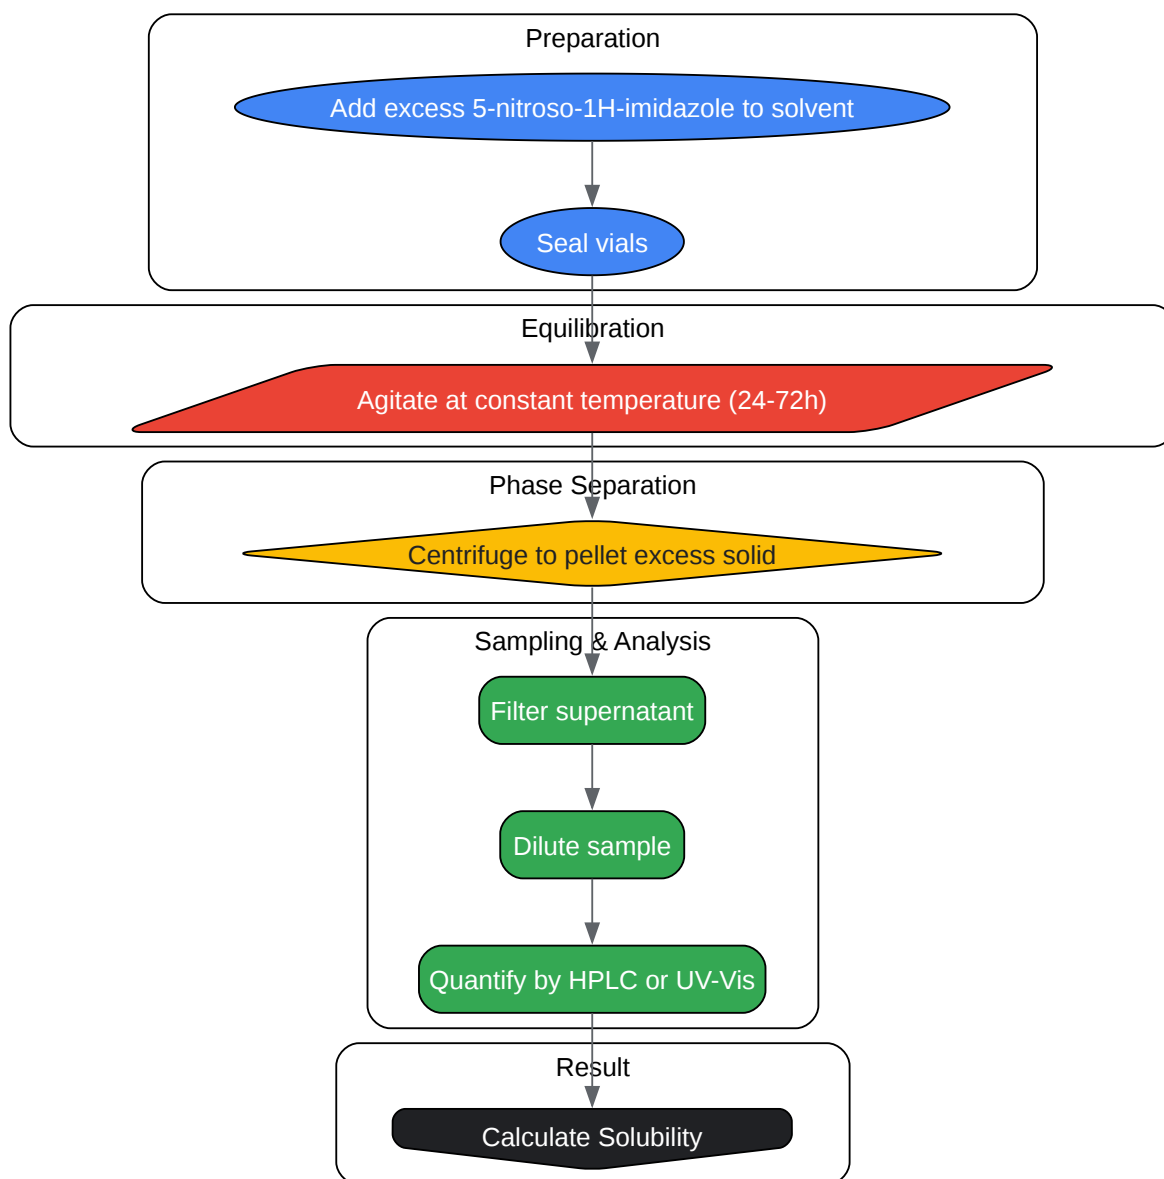 Preparation
Add excess 5-nitroso-1H-imidazole to solvent
Seal vials
Equilibration
Agitate at constant temperature (24-72h)
Phase Separation
Centrifuge to pellet excess solid
Sampling & Analysis
Filter supernatant
Dilute sample
Quantify by HPLC or UV-Vis
Result
Calculate Solubility